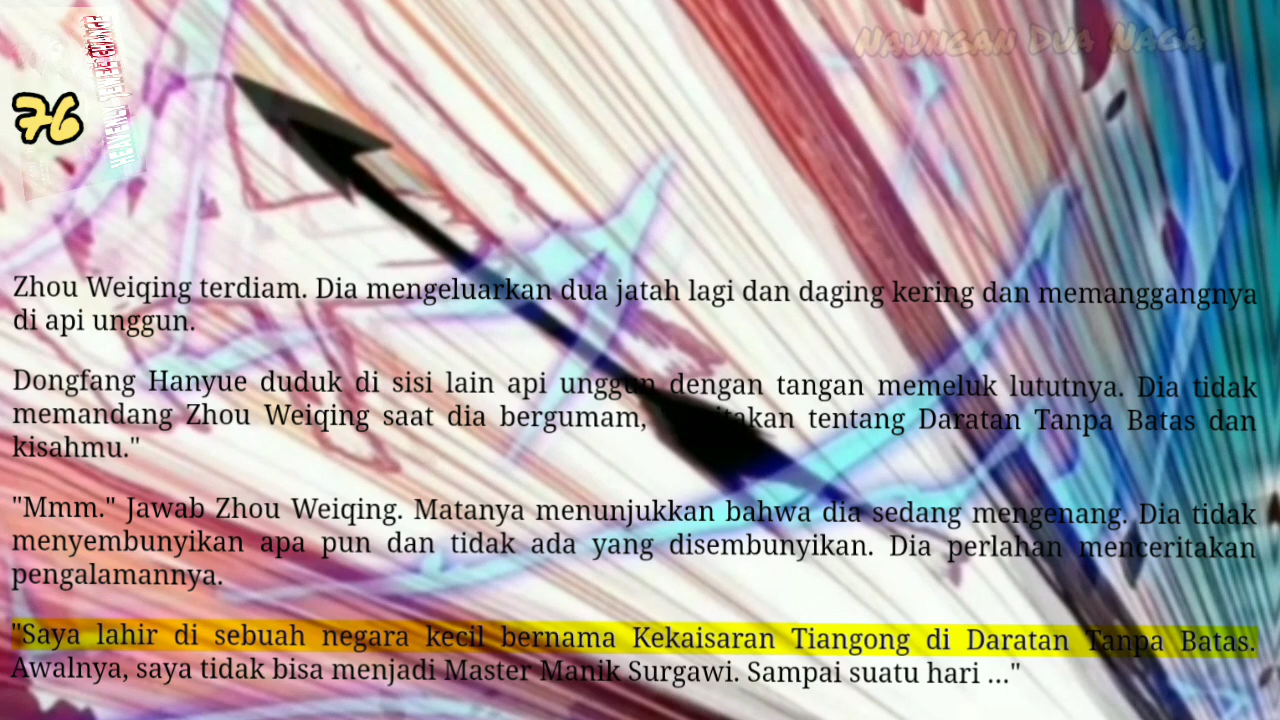 Naungan Dua Naga
76
Zhou Weiqing terdiam. Dia mengeluarkan dua jatah lagi dan daging kering dan memanggangnya
di api unggun.
Dongfang Hanyue duduk di sisi lain api unggun dengan tangan memeluk lututnya. Dia tidak
memandang Zhou Weiqing saat dia bergumam, tentang Daratan Tanpa Batas dan
kisahmu."
"Mmm." Jawab Zhou Weiqing. Matanya menunjukkan bahwa dia sedang mengenang. Dia tidak
menyembunyikan apa pun dan tidak ada yang disembunyikan. Dia perlahan menceritakan
pengalamannya.
"Saya lahir di sebuah negara kecil bernama Kekaisaran Tiangong di Daratan Tanpa Batas.
Awalnya, saya tidak bisa menjadi Master Manik Surgawi. Sampai suatu hari ..."